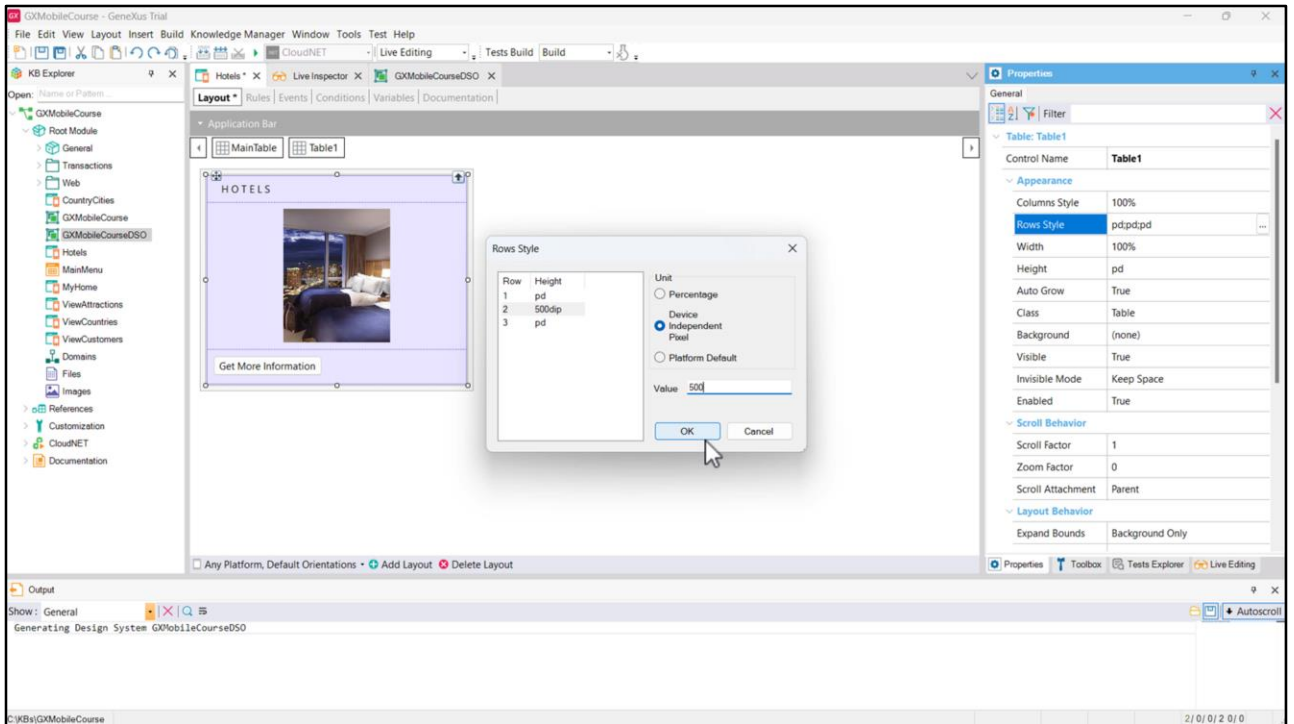 GX GXMobileCourse - GeneXus Trial
File Edit View Layout Insert Build Knowledge Manager Window Tools Test Help
CloudNET Live Editing Tests Build Build
KB Explorer
Open: Name or Pattern...
GXMobileCourse
Root Module
General
Transactions
Web
CountryCities
GXMobileCourse
GXMobileCourseDSO
Hotels
MainMenu
MyHome
ViewAttractions
ViewCountries
ViewCustomers
Domains
Files
Images
References
Customization
CloudNET
Documentation
Hotels * X Live Inspector X GXMobileCourseDSO X
Layout * Rules Events Conditions Variables Documentation
Application Bar
MainTable Table1
HOTELS
Get More Information
Rows Style
Row Height
1 pd
2 500dip
3 pd
Unit
Percentage
Device Independent Pixel
Platform Default
Value 500
OK Cancel
Any Platform, Default Orientations Add Layout Delete Layout
Properties
General
Filter
Table: Table1
Control Name Table1
Appearance
Columns Style 100%
Rows Style pd;pd;pd ...
Width 100%
Height pd
Auto Grow True
Class Table
Background (none)
Visible True
Invisible Mode Keep Space
Enabled True
Scroll Behavior
Scroll Factor 1
Zoom Factor 0
Scroll Attachment Parent
Layout Behavior
Expand Bounds Background Only
Properties Toolbox Tests Explorer Live Editing
Output
Show: General
Autoscroll
Generating Design System GXMobileCourseDSO
C:\KBs\GXMobileCourse
2/0/0/2 0/0